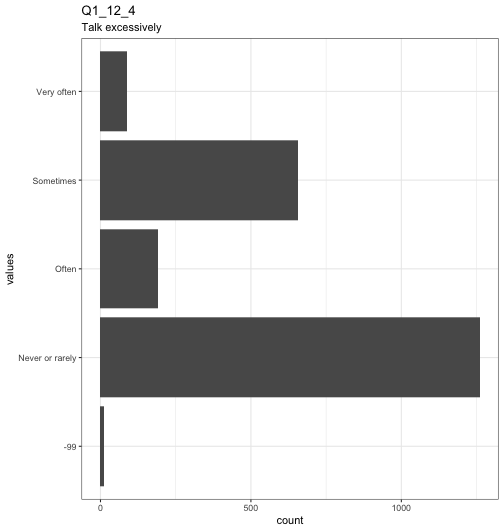 Q1_12_4
Talk excessively
values
Very often
Sometimes
Often
Never or rarely
-99
0
500
1000
count